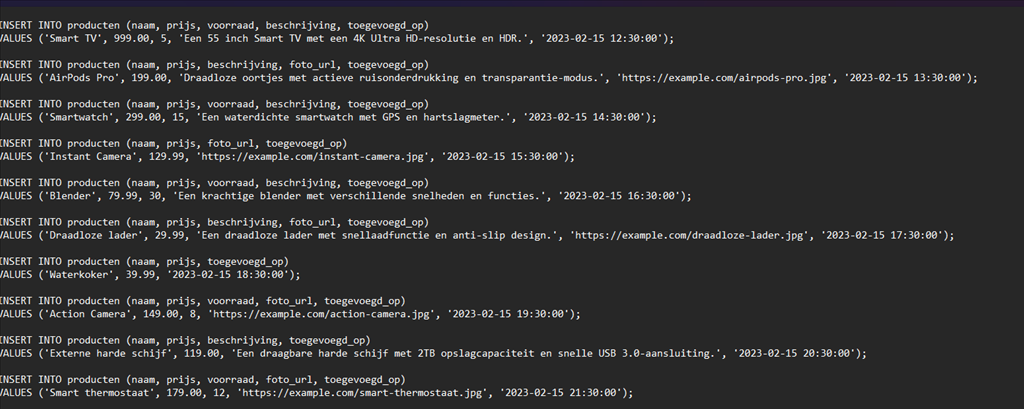 INSERT INTO producten (naam, prijs, voorraad, beschrijving, toegevoegd_op)
VALUES ('Smart TV', 999.00, 5, 'Een 55 inch Smart TV met een 4K Ultra HD-resolutie en HDR.', '2023-02-15 12:30:00');
INSERT INTO producten (naam, prijs, beschrijving, foto_url, toegevoegd_op)
VALUES ('AirPods Pro', 199.00, 'Draadloze oortjes met actieve ruisonderdrukking en transparantie-modus.', 'https://example.com/airpods-pro.jpg', '2023-02-15 13:30:00');
INSERT INTO producten (naam, prijs, voorraad, beschrijving, toegevoegd_op)
VALUES ('Smartwatch', 299.00, 15, 'Een waterdichte smartwatch met GPS en hartslagmeter.', '2023-02-15 14:30:00');
INSERT INTO producten (naam, prijs, foto_url, toegevoegd_op)
VALUES ('Instant Camera', 129.99, 'https://example.com/instant-camera.jpg', '2023-02-15 15:30:00');
INSERT INTO producten (naam, prijs, voorraad, beschrijving, toegevoegd_op)
VALUES ('Blender', 79.99, 30, 'Een krachtige blender met verschillende snelheden en functies.', '2023-02-15 16:30:00');
INSERT INTO producten (naam, prijs, beschrijving, foto_url, toegevoegd_op)
VALUES ('Draadloze lader', 29.99, 'Een draadloze lader met snellaadfunctie en anti-slip design.', 'https://example.com/draadloze-lader.jpg', '2023-02-15 17:30:00');
INSERT INTO producten (naam, prijs, toegevoegd_op)
VALUES ('Waterkoker', 39.99, '2023-02-15 18:30:00');
INSERT INTO producten (naam, prijs, voorraad, foto_url, toegevoegd_op)
VALUES ('Action Camera', 149.00, 8, 'https://example.com/action-camera.jpg', '2023-02-15 19:30:00');
INSERT INTO producten (naam, prijs, beschrijving, toegevoegd_op)
VALUES ('Externe harde schijf', 119.00, 'Een draagbare harde schijf met 2TB opslagcapaciteit en snelle USB 3.0-aansluiting.', '2023-02-15 20:30:00');
INSERT INTO producten (naam, prijs, voorraad, foto_url, toegevoegd_op)
VALUES ('Smart thermostaat', 179.00, 12, 'https://example.com/smart-thermostaat.jpg', '2023-02-15 21:30:00');